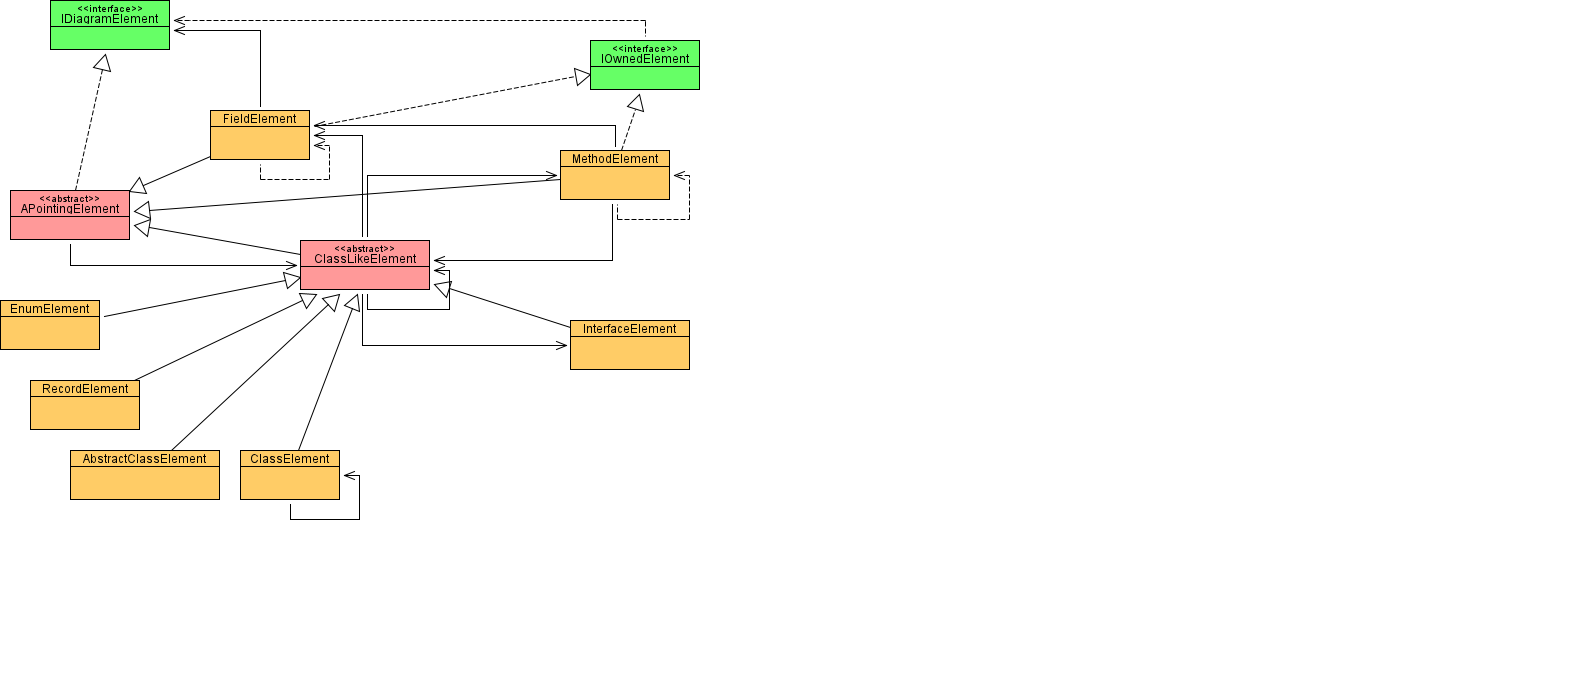 <<interface>>
IDiagramElement
<<interface>>
IOwnedElement
FieldElement
MethodElement
<<abstract>>
APointingElement
<<abstract>>
ClassLikeElement
EnumElement
InterfaceElement
RecordElement
AbstractClassElement
ClassElement